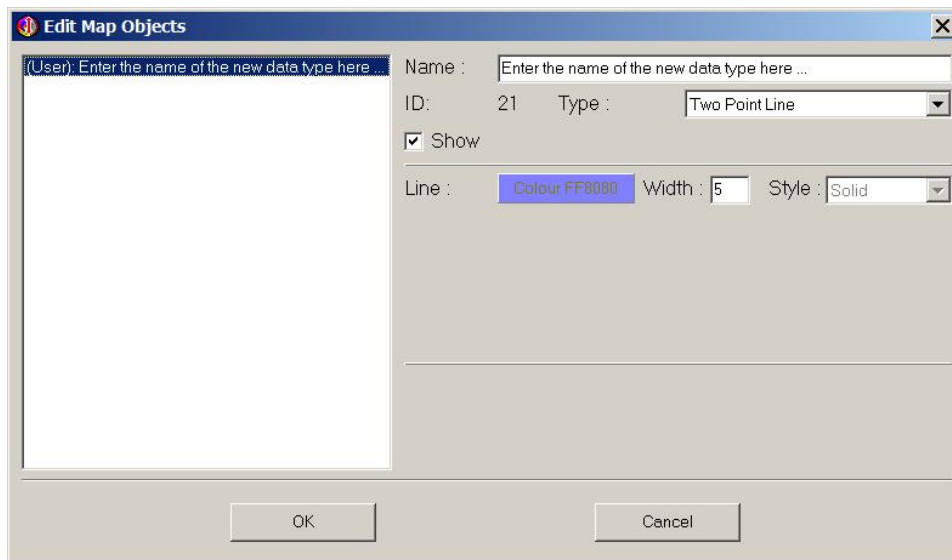 Edit Map Objects
(User): Enter the name of the new data type here ...
Name : Enter the name of the new data type here ...
ID: 21 Type : Two Point Line
Show
Line : Colour FF8080 Width : 5 Style : Solid
OK Cancel